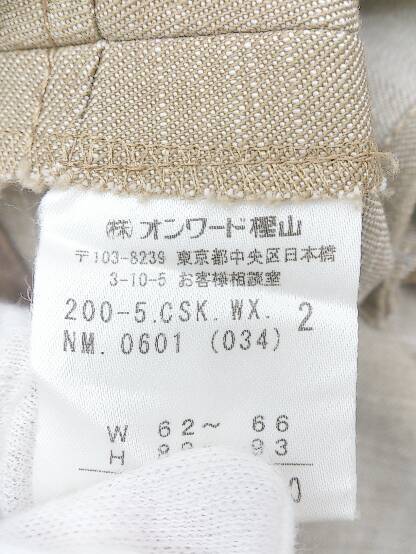 ㈱オンワード樫山
〒103-8239 東京都中央区日本橋
3-10-5 お客様相談室
200-5.CSK.WX. 2
NM. 0601 (034)
W 62～ 66
H 93